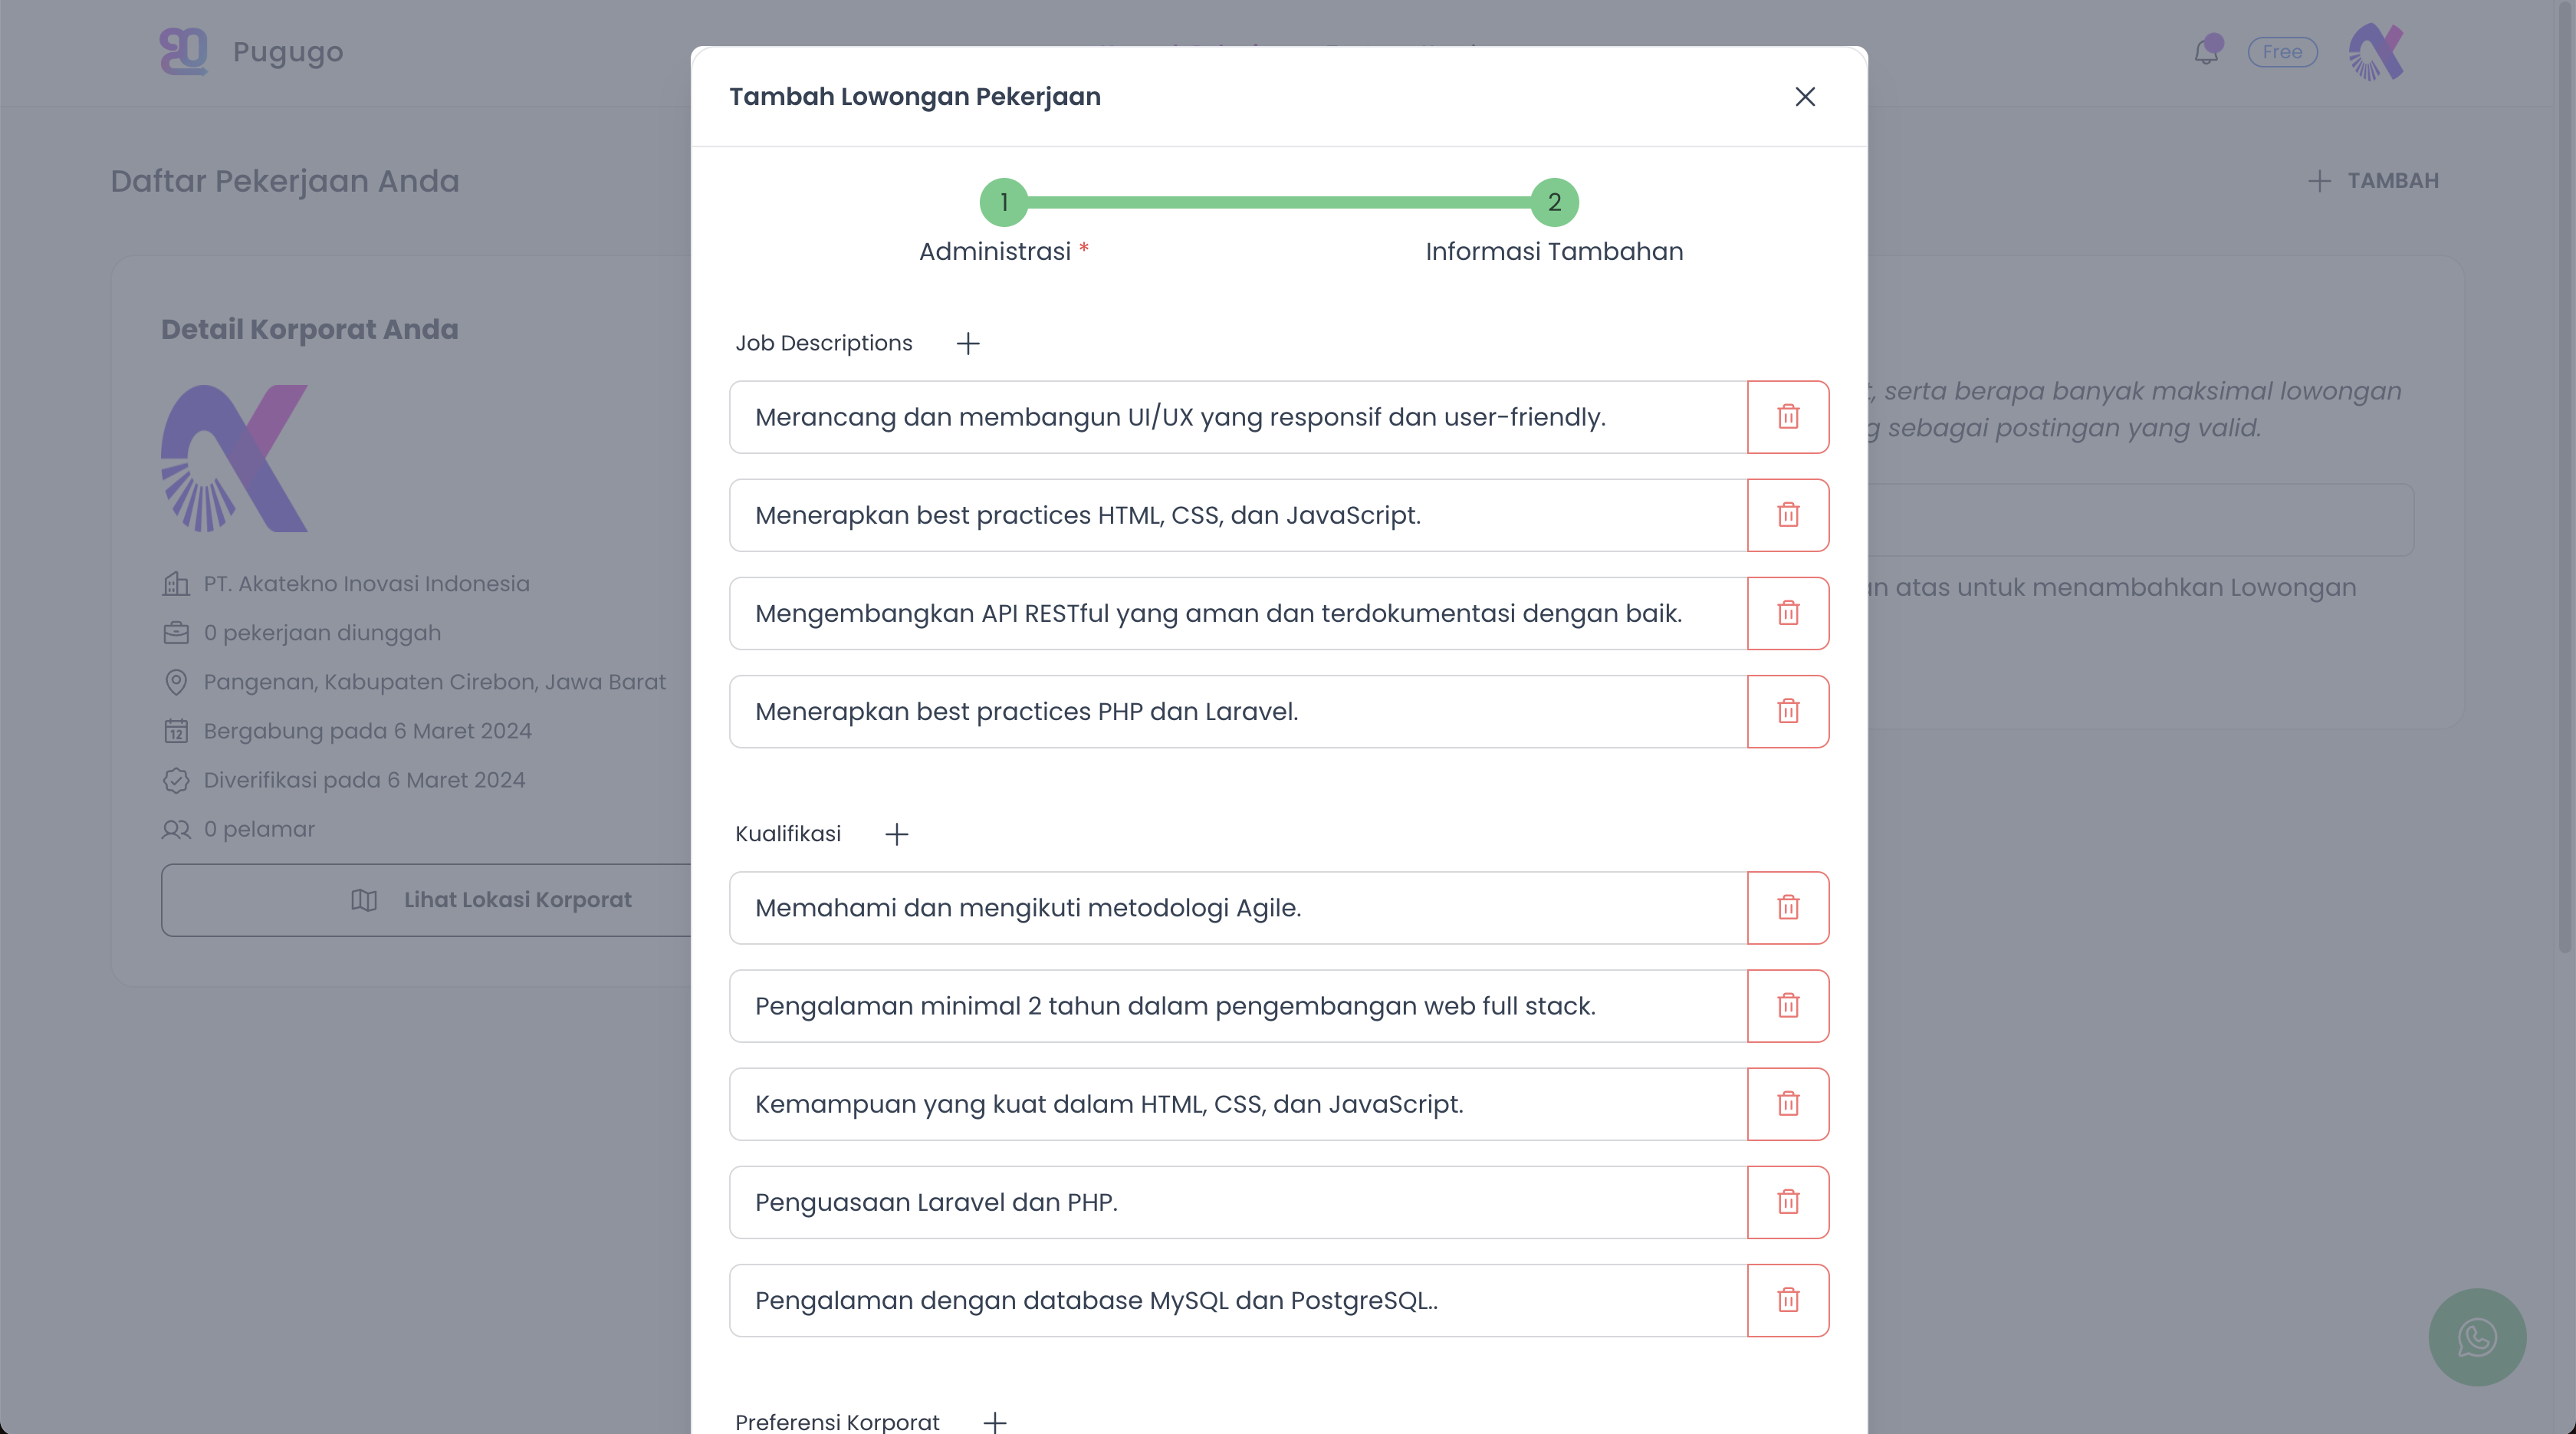 Pugugo
Free
Tambah Lowongan Pekerjaan
Daftar Pekerjaan Anda
TAMBAH
1
2
Administrasi *
Informasi Tambahan
Detail Korporat Anda
PT. Akatekno Inovasi Indonesia
0 pekerjaan diunggah
Pangenan, Kabupaten Cirebon, Jawa Barat
12
Bergabung pada 6 Maret 2024
Diverifikasi pada 6 Maret 2024
0 pelamar
Lihat Lokasi Korporat
Job Descriptions
Merancang dan membangun UI/UX yang responsif dan user-friendly.
Menerapkan best practices HTML, CSS, dan JavaScript.
Mengembangkan API RESTful yang aman dan terdokumentasi dengan baik.
Menerapkan best practices PHP dan Laravel.
Kualifikasi
Memahami dan mengikuti metodologi Agile.
Pengalaman minimal 2 tahun dalam pengembangan web full stack.
Kemampuan yang kuat dalam HTML, CSS, dan JavaScript.
Penguasaan Laravel dan PHP.
Pengalaman dengan database MySQL dan PostgreSQL..
Preferensi Korporat
, serta berapa banyak maksimal lowongan
sebagai postingan yang valid.
atas untuk menambahkan Lowongan